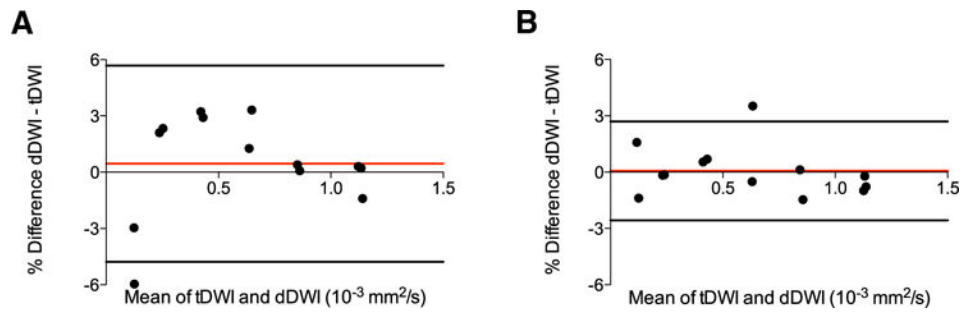 A
% Difference dDWI - tDWI
6
3
0
-3
-6
0.5
1.0
1.5
Mean of tDWI and dDWI (10⁻³ mm²/s)
B
% Difference dDWI - tDWI
6
3
0
-3
-6
0.5
1.0
1.5
Mean of tDWI and dDWI (10⁻³ mm²/s)